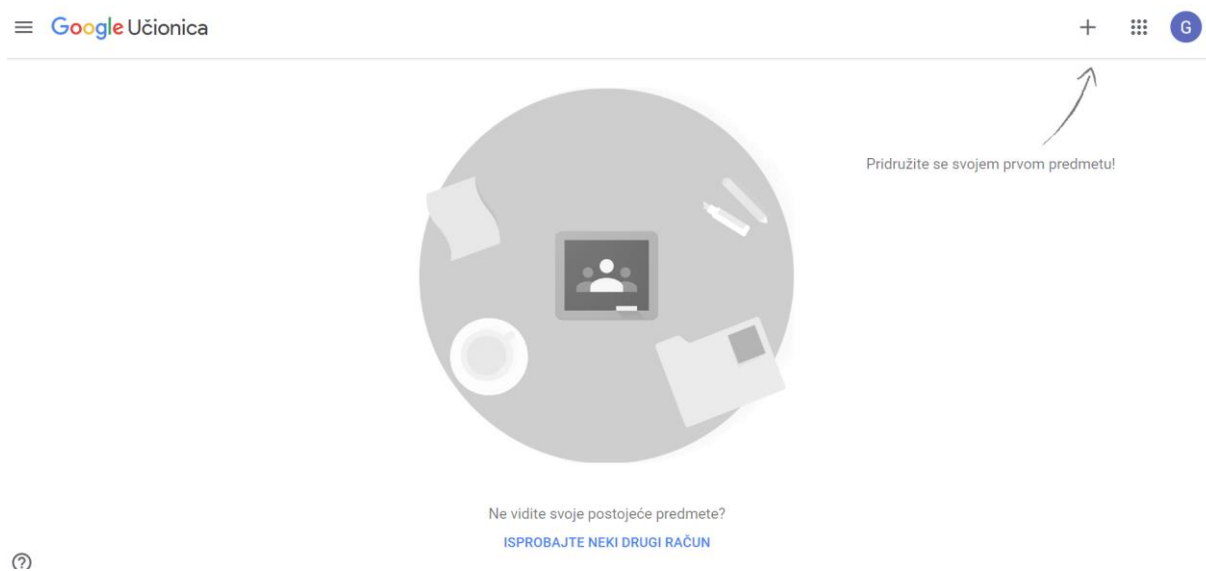 Google Učionica
G
Pridružite se svojem prvom predmetu!
Ne vidite svoje postojeće predmete?
ISPROBAJTE NEKI DRUGI RAČUN